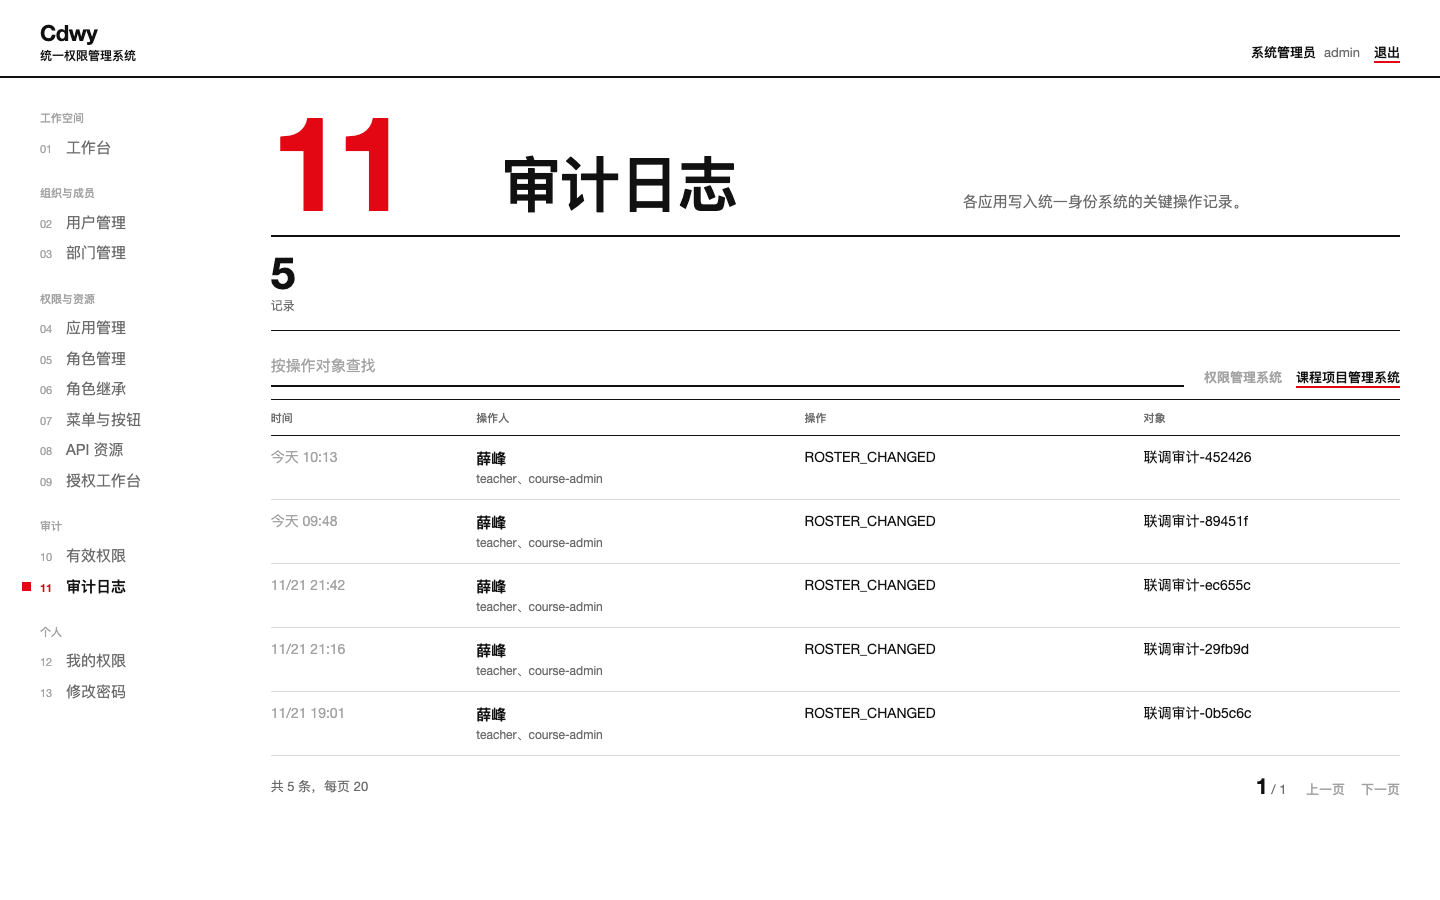 Cdwy
统一权限管理系统
系统管理员 admin 退出
工作空间
01 工作台
组织与成员
02 用户管理
03 部门管理
权限与资源
04 应用管理
05 角色管理
06 角色继承
07 菜单与按钮
08 API 资源
09 授权工作台
审计
10 有效权限
11 审计日志
个人
12 我的权限
13 修改密码
11 审计日志 各应用写入统一身份系统的关键操作记录。
5
记录
按操作对象查找 权限管理系统 课程项目管理系统
时间 操作人 操作 对象
今天 10:13 薛峰 ROSTER_CHANGED 联调审计-452426
teacher、course-admin
今天 09:48 薛峰 ROSTER_CHANGED 联调审计-89451f
teacher、course-admin
11/21 21:42 薛峰 ROSTER_CHANGED 联调审计-ec655c
teacher、course-admin
11/21 21:16 薛峰 ROSTER_CHANGED 联调审计-29fb9d
teacher、course-admin
11/21 19:01 薛峰 ROSTER_CHANGED 联调审计-0b5c6c
teacher、course-admin
共 5 条，每页 20 1 / 1 上一页 下一页